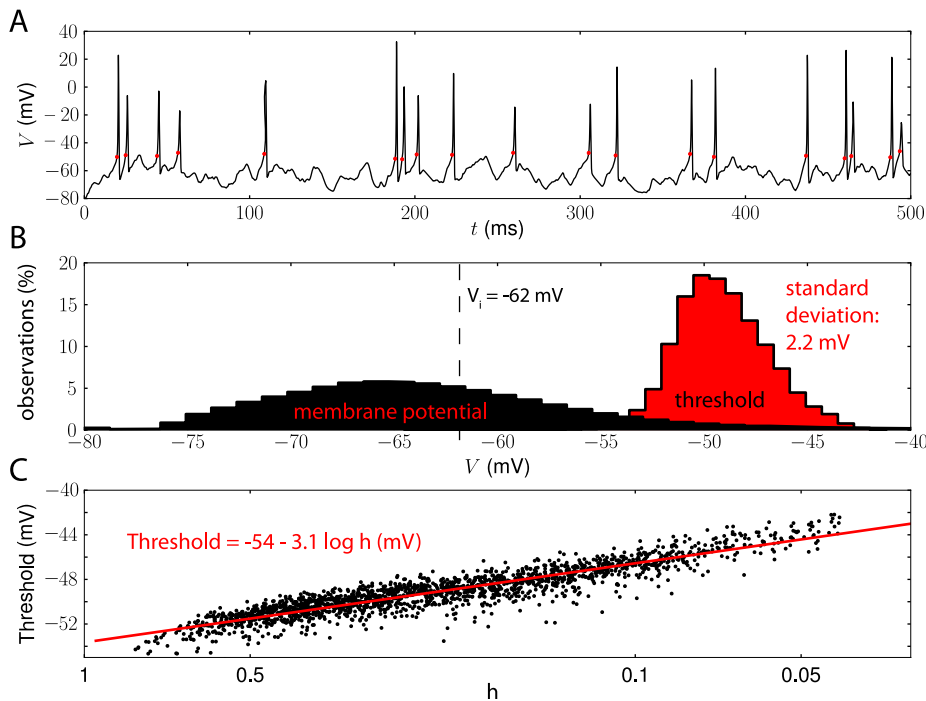 A
40
20
0
−20
−40
−60
−80
V (mV)
0
100
200
300
400
500
t (ms)
B
20
15
10
5
0
observations (%)
V_i = -62 mV
standard
deviation:
2.2 mV
membrane potential
threshold
−80
−75
−70
−65
−60
−55
−50
−45
−40
V (mV)
C
−40
−44
−48
−52
Threshold (mV)
Threshold = -54 - 3.1 log h (mV)
1
0.5
0.1
0.05
h